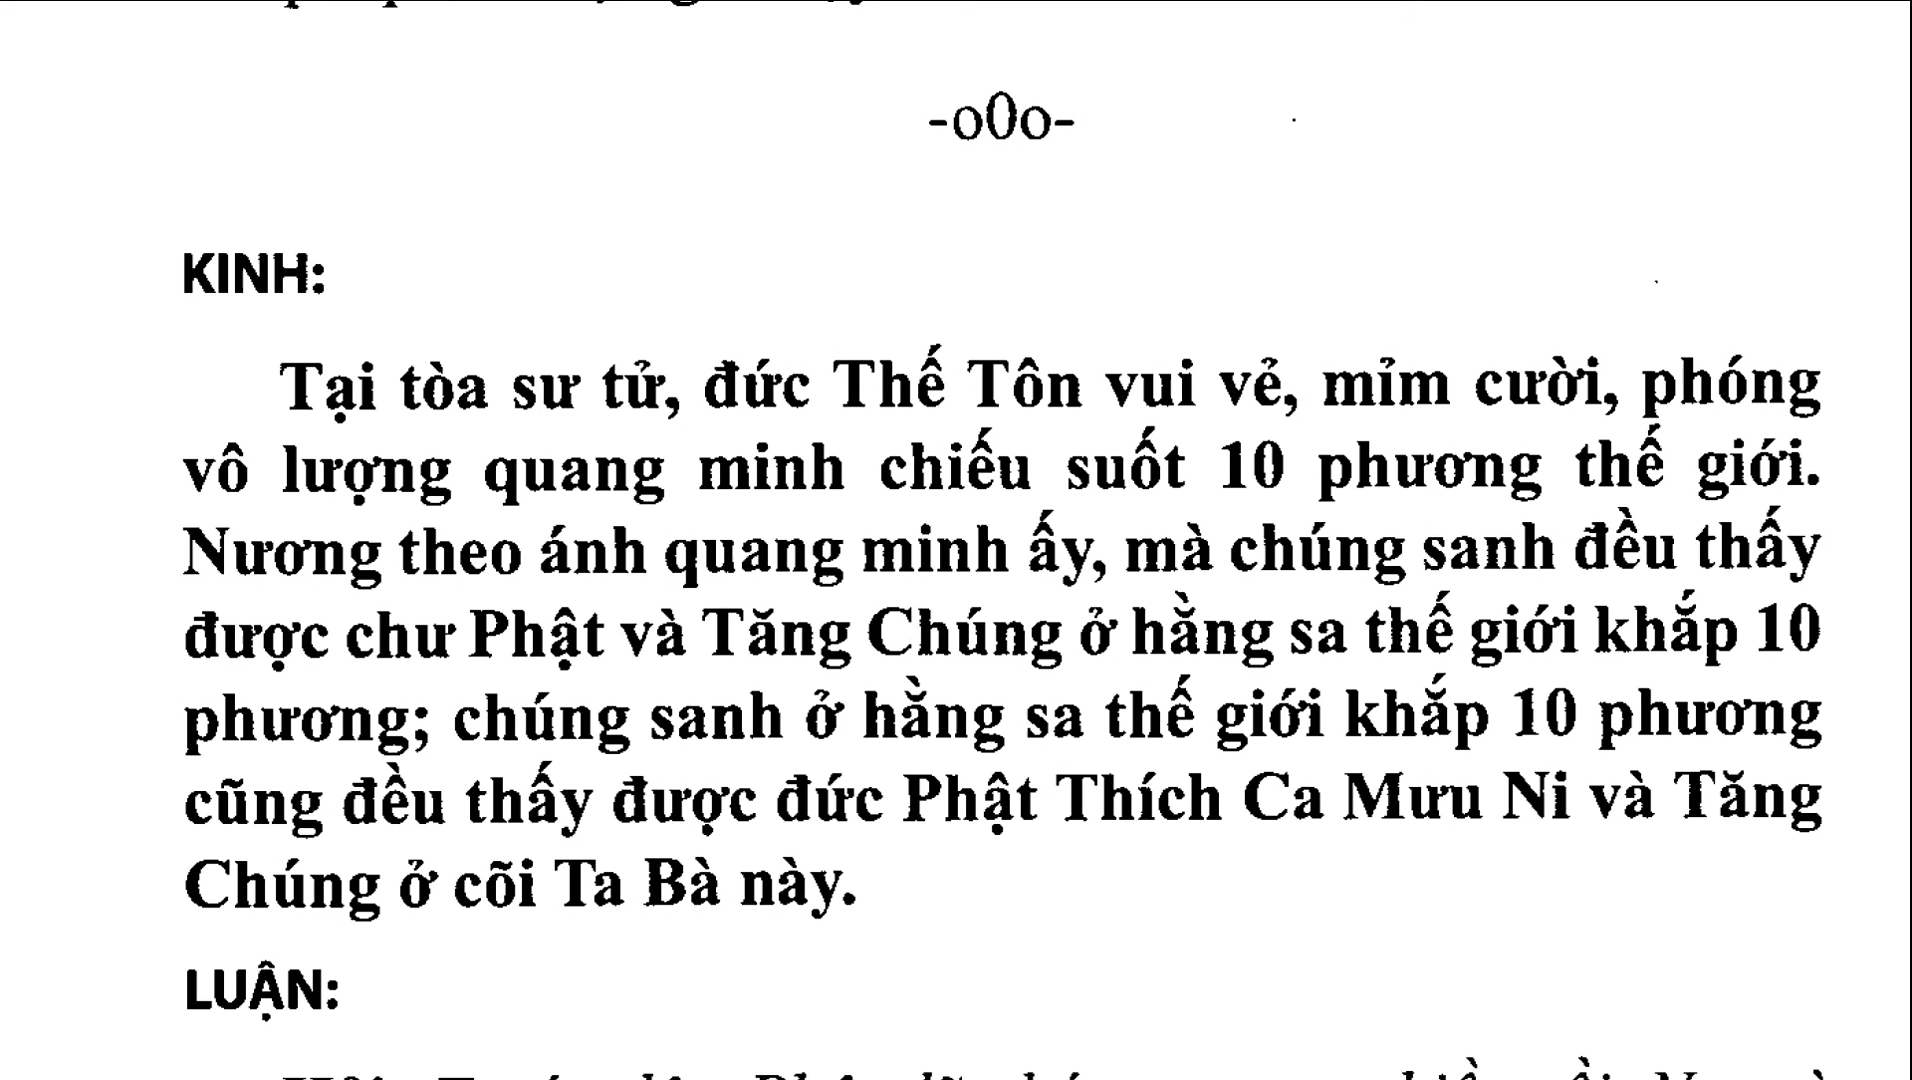 -o0o-
KINH:
Tại tòa sư tử, đức Thế Tôn vui vẻ, mỉm cười, phóng
vô lượng quang minh chiếu suốt 10 phương thế giới.
Nương theo ánh quang minh ấy, mà chúng sanh đều thấy
được chư Phật và Tăng Chúng ở hằng sa thế giới khắp 10
phương; chúng sanh ở hằng sa thế giới khắp 10 phương
cũng đều thấy được đức Phật Thích Ca Mưu Ni và Tăng
Chúng ở cõi Ta Bà này.
LUẬN: